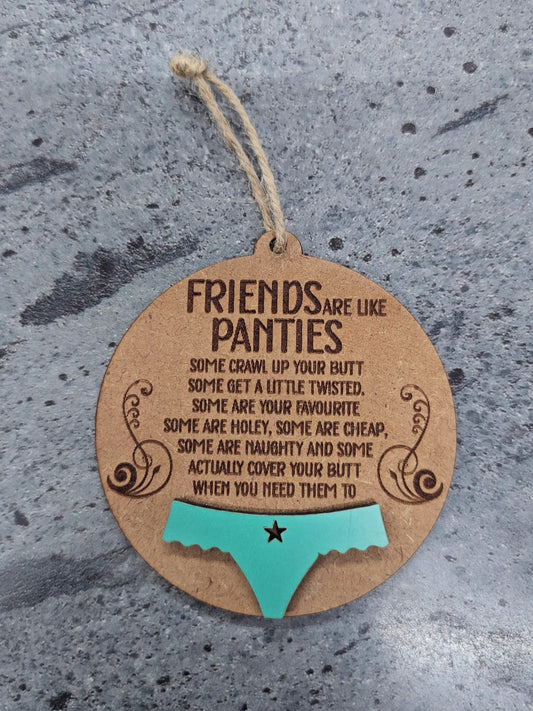 FRIENDS ARE LIKE
PANTIES
SOME CRAWL UP YOUR BUTT
SOME GET A LITTLE TWISTED.
SOME ARE YOUR FAVOURITE
SOME ARE HOLEY, SOME ARE CHEAP,
SOME ARE NAUGHTY AND SOME
ACTUALLY COVER YOUR BUTT
WHEN YOU NEED THEM TO